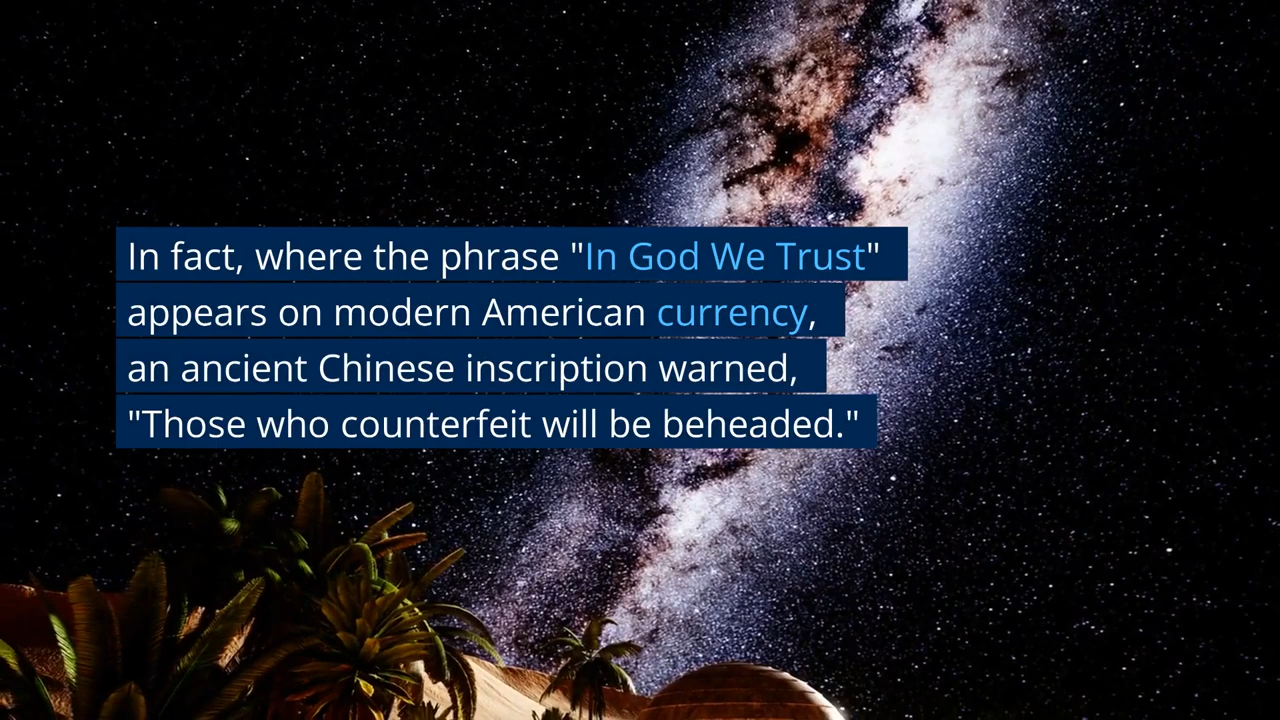 In fact, where the phrase "In God We Trust"
appears on modern American currency,
an ancient Chinese inscription warned,
"Those who counterfeit will be beheaded."